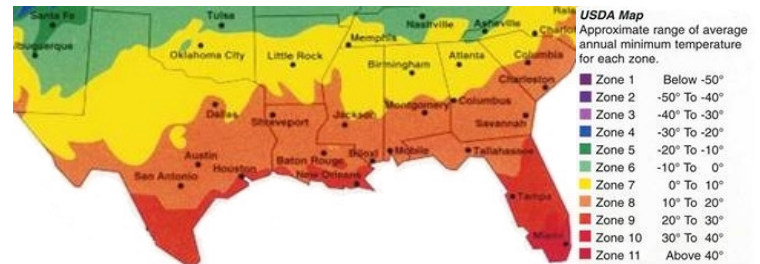 Santa Fe
Tulsa
Nashville
Asheville
Albuquerque
Memphis
Charlo
Oklahoma City
Little Rock
Birmingham
Atlanta
Columbia
Charleston
Dallas
Shreveport
Jackson
Montgomery
Columbus
Savannah
Austin
Houston
Baton Rouge
Biloxi
Mobile
Tallahassee
San Antonio
New Orleans
Tampa
Miami
USDA Map
Approximate range of average
annual minimum temperature
for each zone.
Zone 1 Below -50°
Zone 2 -50° To -40°
Zone 3 -40° To -30°
Zone 4 -30° To -20°
Zone 5 -20° To -10°
Zone 6 -10° To 0°
Zone 7 0° To 10°
Zone 8 10° To 20°
Zone 9 20° To 30°
Zone 10 30° To 40°
Zone 11 Above 40°